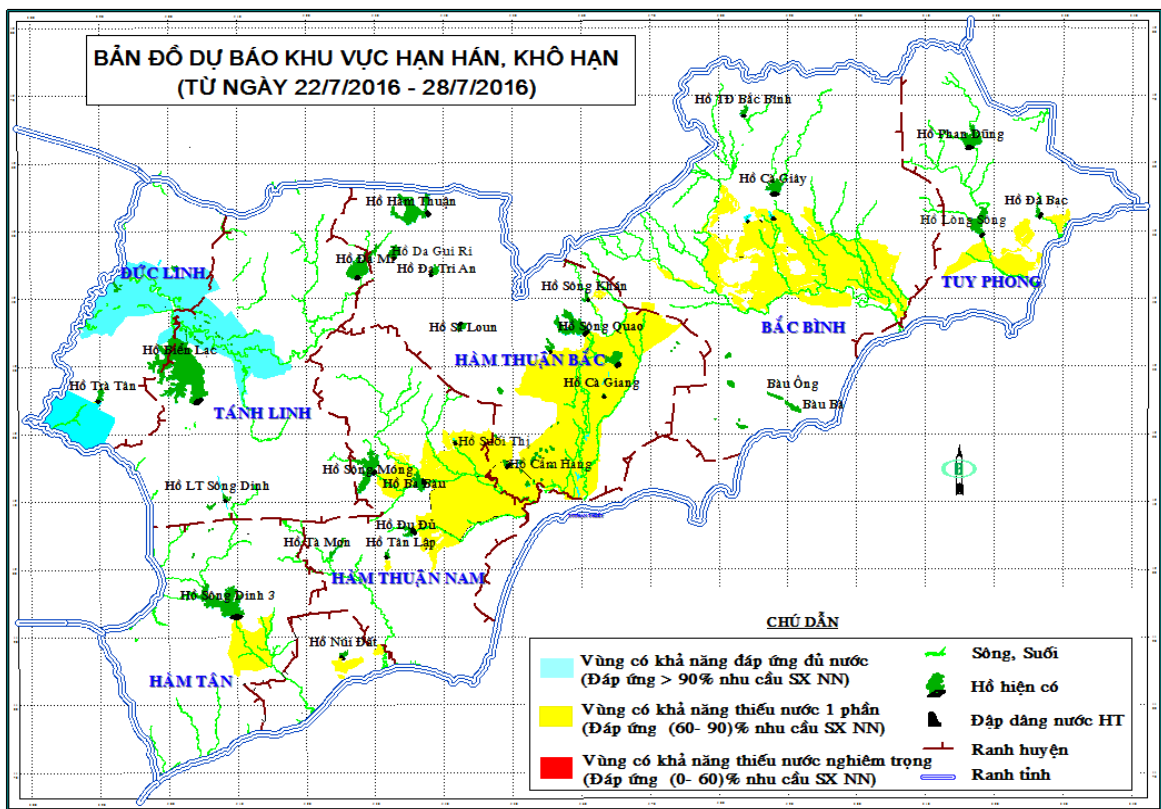 BẢN ĐỒ DỰ BÁO KHU VỰC HẠN HÁN, KHÔ HẠN
(TỪ NGÀY 22/7/2016 - 28/7/2016)
Hồ TĐ Bắc Bình
Hồ Phan Dũng
Hồ Cà Giây
Hồ Đá Bạc
Hồ Lòng Sông
Hồ Hàm Thuận
Hồ Đa Gui Ri
Hồ Đa Mi
Hồ Đa Tri An
ĐỨC LINH
TUY PHONG
Hồ Sông Khán
BẮC BÌNH
Hồ Sí Loun
Hồ Sông Quao
Hồ Biển Lạc
HÀM THUẬN BẮC
Hồ Trà Tân
Hồ Cà Giang
Bàu Ông
Bàu Bà
TÁNH LINH
Hồ Suối Thị
Hồ Sông Móng
Hồ Cẩm Hang
Hồ Ba Bàu
Hồ LT Sông Dinh
Hồ Đu Đủ
Hồ Tà Mon
Hồ Tân Lập
HÀM THUẬN NAM
Hồ Sông Dinh 3
Hồ Núi Đất
HÀM TÂN
CHÚ DẪN
Vùng có khả năng đáp ứng đủ nước
(Đáp ứng > 90% nhu cầu SX NN)
Vùng có khả năng thiếu nước 1 phần
(Đáp ứng (60- 90)% nhu cầu SX NN)
Vùng có khả năng thiếu nước nghiêm trọng
(Đáp ứng (0- 60)% nhu cầu SX NN)
Sông, Suối
Hồ hiện có
Đập dâng nước HT
Ranh huyện
Ranh tỉnh